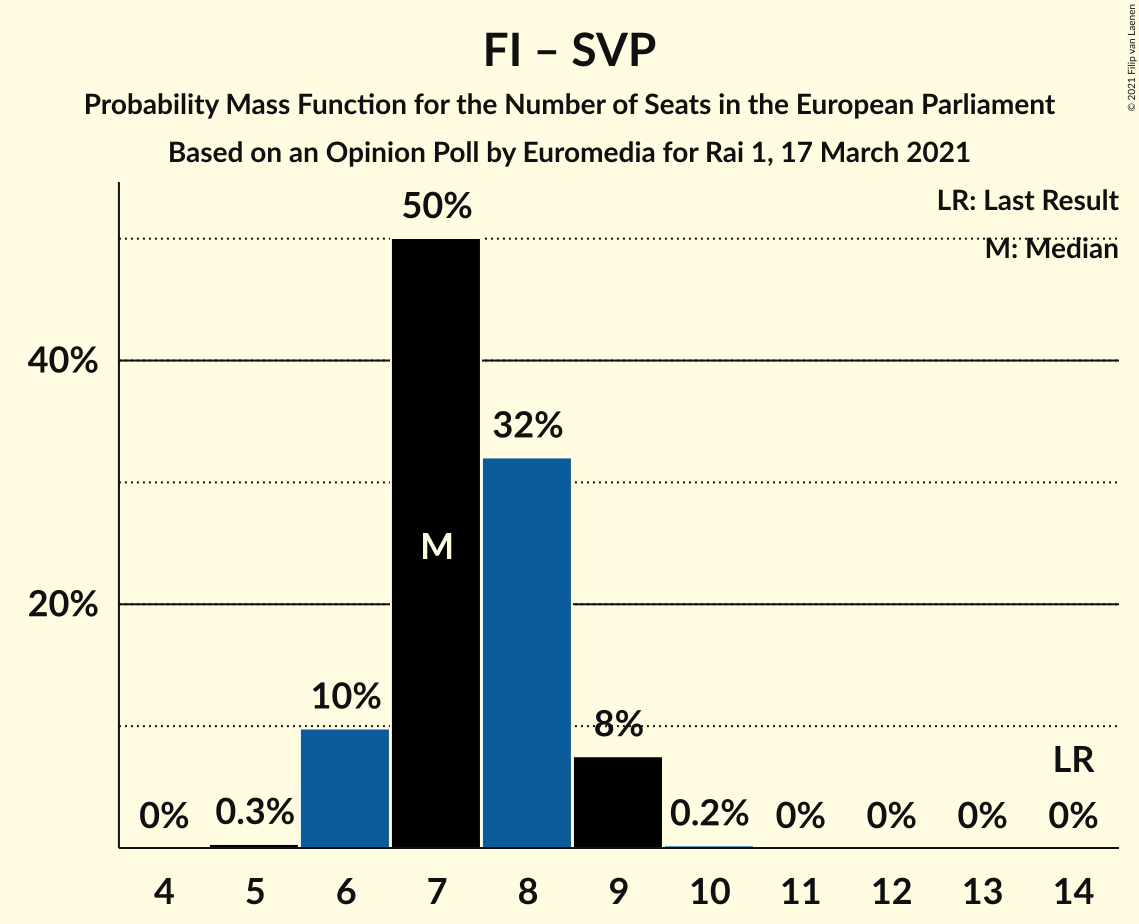 FI – SVP
Probability Mass Function for the Number of Seats in the European Parliament
Based on an Opinion Poll by Euromedia for Rai 1, 17 March 2021
© 2021 Filip van Laenen
LR: Last Result
M: Median
50%
40%
32%
M
20%
10%
8%
LR
0%
0.3%
0.2%
0%
0%
0%
0%
4 5 6 7 8 9 10 11 12 13 14